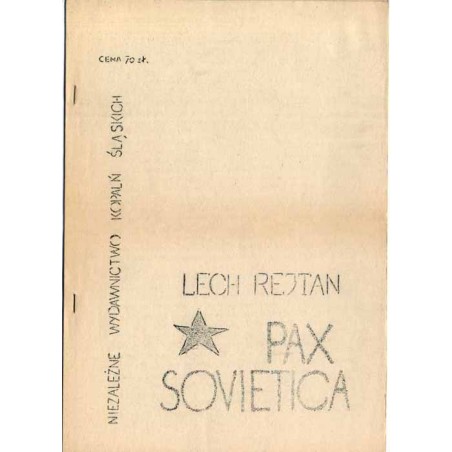 CENA 70 zł.
NIEZALEŻNE WYDAWNICTWO KOPALŃ ŚLĄSKICH
LECH REJTAN
PAX
SOVIETICA